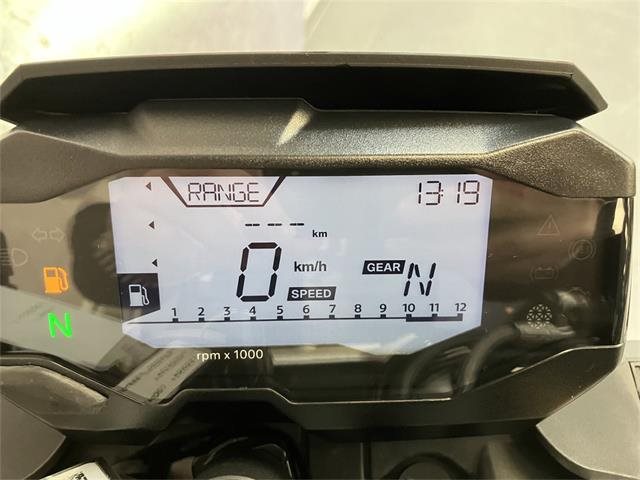 RANGE 13:19
--- km
0 km/h GEAR N
SPEED
N
1 2 3 4 5 6 7 8 9 10 11 12
rpm x 1000